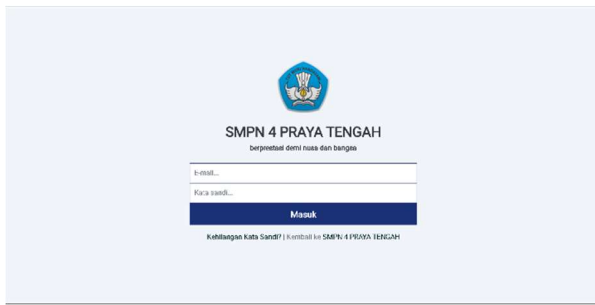 SMPN 4 PRAYA TENGAH
berprestasi demi nusa dan bangsa
E-mail...
Kata sandi...
Masuk
Kehilangan Kata Sandi? | Kembali ke SMPN 4 PRAYA TENGAH